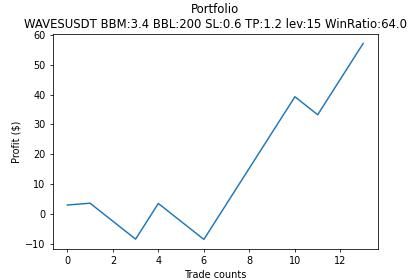 Portfolio
WAVESUSDT BBM:3.4 BBL:200 SL:0.6 TP:1.2 lev:15 WinRatio:64.0
60
50
40
30
20
10
0
−10
Profit ($)
0 2 4 6 8 10 12
Trade counts